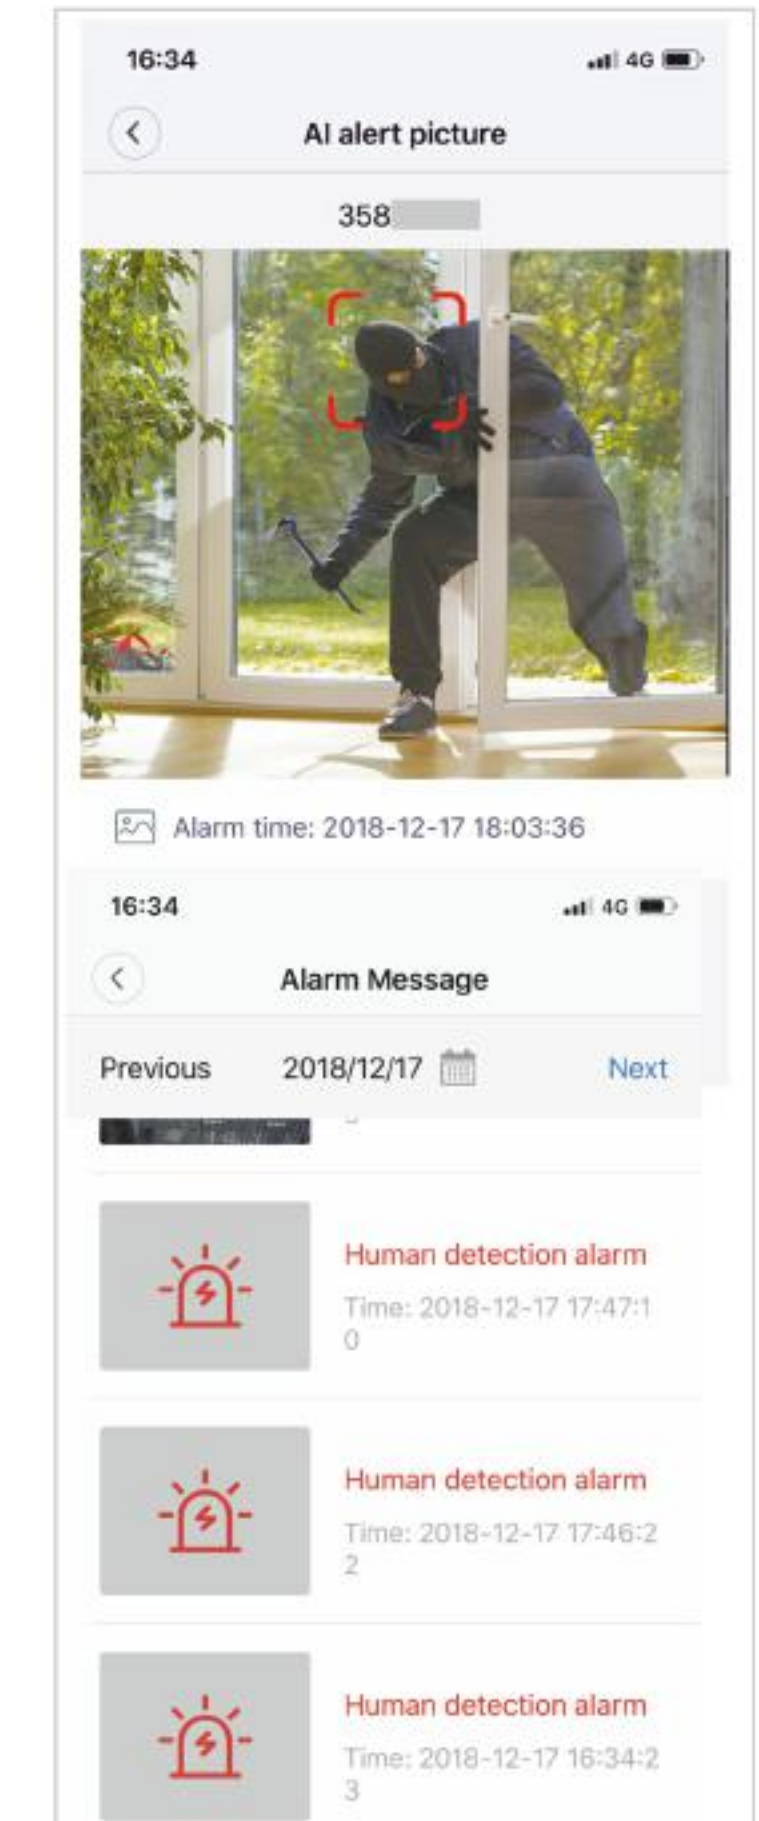 16:34
4G
AI alert picture
358
Alarm time: 2018-12-17 18:03:36
16:34
4G
Alarm Message
Previous 2018/12/17 Next
Human detection alarm
Time: 2018-12-17 17:47:1
0
Human detection alarm
Time: 2018-12-17 17:46:2
2
Human detection alarm
Time: 2018-12-17 16:34:2
3